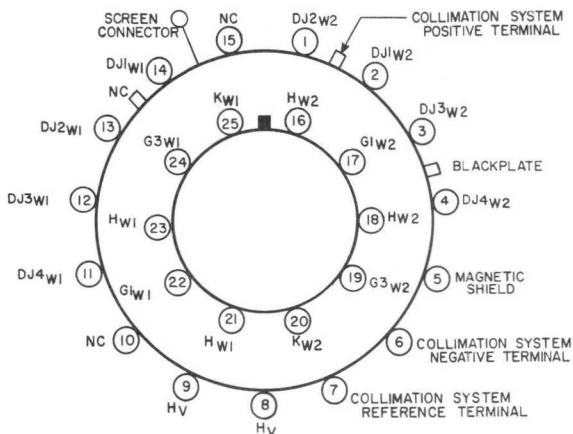 SCREEN
CONNECTOR
NC
15
DJ2W2
1
COLLIMATION SYSTEM
POSITIVE TERMINAL
DJ1W1
14
NC
DJ1W2
2
KW1
25
HW2
16
DJ2W1
13
DJ3W2
3
G3W1
24
G1W2
17
BLACKPLATE
DJ3W1
12
4
DJ4W2
HW1
23
18
HW2
DJ4W1
11
G1W1
22
19
G3W2
5
MAGNETIC
SHIELD
21
HW1
20
KW2
NC
10
6
COLLIMATION SYSTEM
NEGATIVE TERMINAL
9
HV
8
HV
7
COLLIMATION SYSTEM
REFERENCE TERMINAL